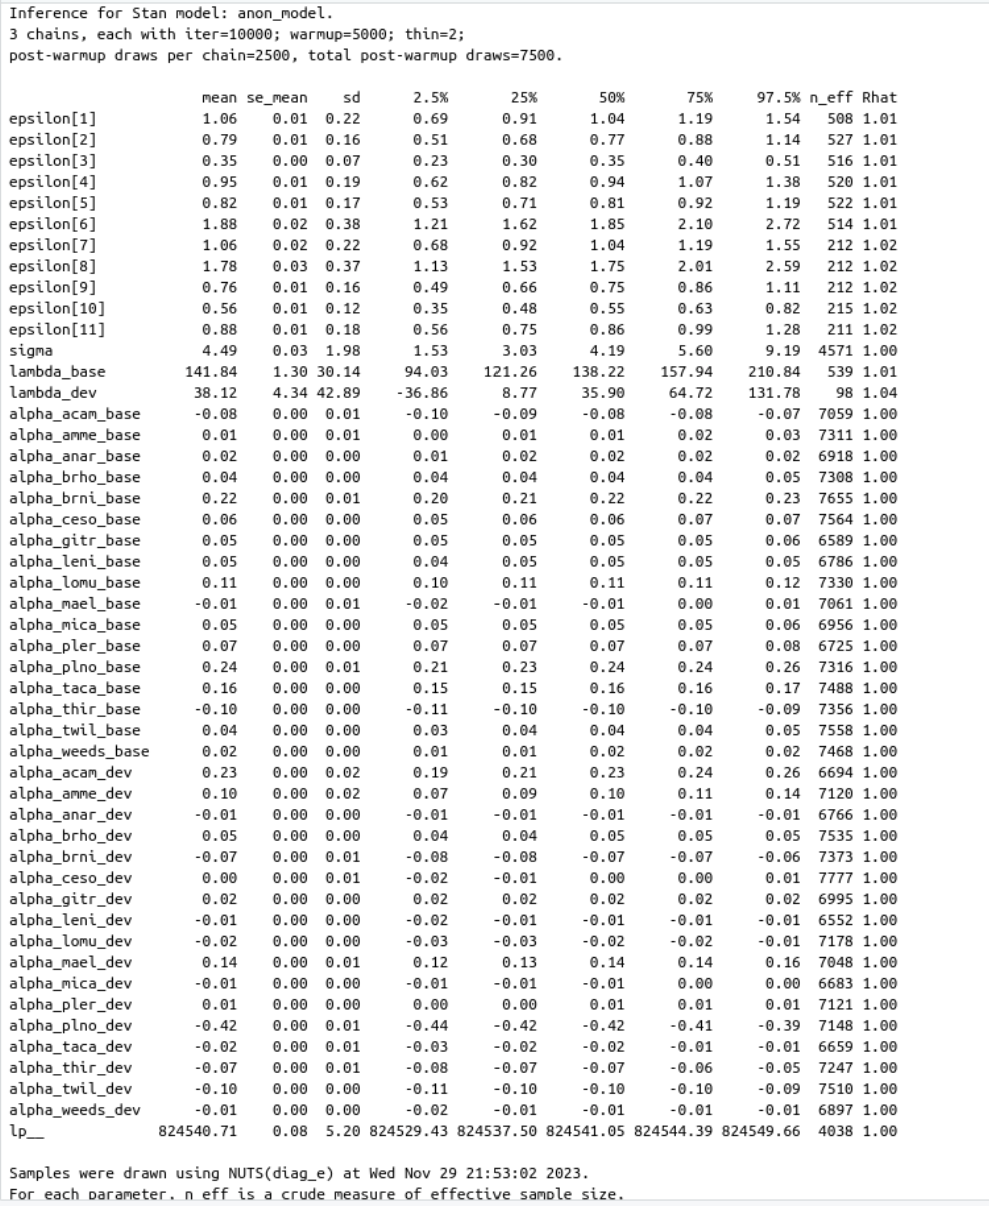 Inference for Stan model: anon_model.
3 chains, each with iter=10000; warmup=5000; thin=2;
post-warmup draws per chain=2500, total post-warmup draws=7500.
mean se_mean sd 2.5% 25% 50% 75% 97.5% n_eff Rhat
epsilon[1] 1.06 0.01 0.22 0.69 0.91 1.04 1.19 1.54 508 1.01
epsilon[2] 0.79 0.01 0.16 0.51 0.68 0.77 0.88 1.14 527 1.01
epsilon[3] 0.35 0.00 0.07 0.23 0.30 0.35 0.40 0.51 516 1.01
epsilon[4] 0.95 0.01 0.19 0.62 0.82 0.94 1.07 1.38 520 1.01
epsilon[5] 0.82 0.01 0.17 0.53 0.71 0.81 0.92 1.19 522 1.01
epsilon[6] 1.88 0.02 0.38 1.21 1.62 1.85 2.10 2.72 514 1.01
epsilon[7] 1.06 0.02 0.22 0.68 0.92 1.04 1.19 1.55 212 1.02
epsilon[8] 1.78 0.03 0.37 1.13 1.53 1.75 2.01 2.59 212 1.02
epsilon[9] 0.76 0.01 0.16 0.49 0.66 0.75 0.86 1.11 212 1.02
epsilon[10] 0.56 0.01 0.12 0.35 0.48 0.55 0.63 0.82 215 1.02
epsilon[11] 0.88 0.01 0.18 0.56 0.75 0.86 0.99 1.28 211 1.02
sigma 4.49 0.03 1.98 1.53 3.03 4.19 5.60 9.19 4571 1.00
lambda_base 141.84 1.30 30.14 94.03 121.26 138.22 157.94 210.84 539 1.01
lambda_dev 38.12 4.34 42.89 -36.86 8.77 35.90 64.72 131.78 98 1.04
alpha_acam_base -0.08 0.00 0.01 -0.10 -0.09 -0.08 -0.08 -0.07 7059 1.00
alpha_amme_base 0.01 0.00 0.01 0.00 0.01 0.01 0.02 0.03 7311 1.00
alpha_anar_base 0.02 0.00 0.00 0.01 0.02 0.02 0.02 0.02 6918 1.00
alpha_brho_base 0.04 0.00 0.00 0.04 0.04 0.04 0.04 0.05 7308 1.00
alpha_brni_base 0.22 0.00 0.01 0.20 0.21 0.22 0.22 0.23 7655 1.00
alpha_ceso_base 0.06 0.00 0.00 0.05 0.06 0.06 0.07 0.07 7564 1.00
alpha_gitr_base 0.05 0.00 0.00 0.05 0.05 0.05 0.05 0.06 6589 1.00
alpha_leni_base 0.05 0.00 0.00 0.04 0.05 0.05 0.05 0.05 6786 1.00
alpha_lomu_base 0.11 0.00 0.00 0.10 0.11 0.11 0.11 0.12 7330 1.00
alpha_mael_base -0.01 0.00 0.01 -0.02 -0.01 -0.01 0.00 0.01 7061 1.00
alpha_mica_base 0.05 0.00 0.00 0.05 0.05 0.05 0.05 0.06 6956 1.00
alpha_pler_base 0.07 0.00 0.00 0.07 0.07 0.07 0.07 0.08 6725 1.00
alpha_plno_base 0.24 0.00 0.01 0.21 0.23 0.24 0.24 0.26 7316 1.00
alpha_taca_base 0.16 0.00 0.00 0.15 0.15 0.16 0.16 0.17 7488 1.00
alpha_thir_base -0.10 0.00 0.00 -0.11 -0.10 -0.10 -0.10 -0.09 7356 1.00
alpha_twil_base 0.04 0.00 0.00 0.03 0.04 0.04 0.04 0.05 7558 1.00
alpha_weeds_base 0.02 0.00 0.00 0.01 0.01 0.02 0.02 0.02 7468 1.00
alpha_acam_dev 0.23 0.00 0.02 0.19 0.21 0.23 0.24 0.26 6694 1.00
alpha_amme_dev 0.10 0.00 0.02 0.07 0.09 0.10 0.11 0.14 7120 1.00
alpha_anar_dev -0.01 0.00 0.00 -0.01 -0.01 -0.01 -0.01 -0.01 6766 1.00
alpha_brho_dev 0.05 0.00 0.00 0.04 0.04 0.05 0.05 0.05 7535 1.00
alpha_brni_dev -0.07 0.00 0.01 -0.08 -0.08 -0.07 -0.07 -0.06 7373 1.00
alpha_ceso_dev 0.00 0.00 0.01 -0.02 -0.01 0.00 0.00 0.01 7777 1.00
alpha_gitr_dev 0.02 0.00 0.00 0.02 0.02 0.02 0.02 0.02 6995 1.00
alpha_leni_dev -0.01 0.00 0.00 -0.02 -0.01 -0.01 -0.01 -0.01 6552 1.00
alpha_lomu_dev -0.02 0.00 0.00 -0.03 -0.03 -0.02 -0.02 -0.01 7178 1.00
alpha_mael_dev 0.14 0.00 0.01 0.12 0.13 0.14 0.14 0.16 7048 1.00
alpha_mica_dev -0.01 0.00 0.00 -0.01 -0.01 -0.01 0.00 0.00 6683 1.00
alpha_pler_dev 0.01 0.00 0.00 0.00 0.00 0.01 0.01 0.01 7121 1.00
alpha_plno_dev -0.42 0.00 0.01 -0.44 -0.42 -0.42 -0.41 -0.39 7148 1.00
alpha_taca_dev -0.02 0.00 0.01 -0.03 -0.02 -0.02 -0.01 -0.01 6659 1.00
alpha_thir_dev -0.07 0.00 0.01 -0.08 -0.07 -0.07 -0.06 -0.05 7247 1.00
alpha_twil_dev -0.10 0.00 0.00 -0.11 -0.10 -0.10 -0.10 -0.09 7510 1.00
alpha_weeds_dev -0.01 0.00 0.00 -0.02 -0.01 -0.01 -0.01 -0.01 6897 1.00
lp__ 824540.71 0.08 5.20 824529.43 824537.50 824541.05 824544.39 824549.66 4038 1.00
Samples were drawn using NUTS(diag_e) at Wed Nov 29 21:53:02 2023.
For each parameter, n_eff is a crude measure of effective sample size,